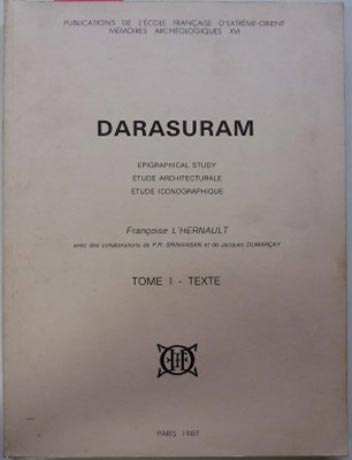 PUBLICATIONS DE L'ÉCOLE FRANÇAISE D'EXTRÊME-ORIENT
MÉMOIRES ARCHÉOLOGIQUES XVI
DARASURAM
EPIGRAPHICAL STUDY
ÉTUDE ARCHITECTURALE
ÉTUDE ICONOGRAPHIQUE
Françoise L'HERNAULT
avec des collaborations de P.R. SRINIVASAN et de Jacques DUMARÇAY
TOME I - TEXTE
PARIS 1987